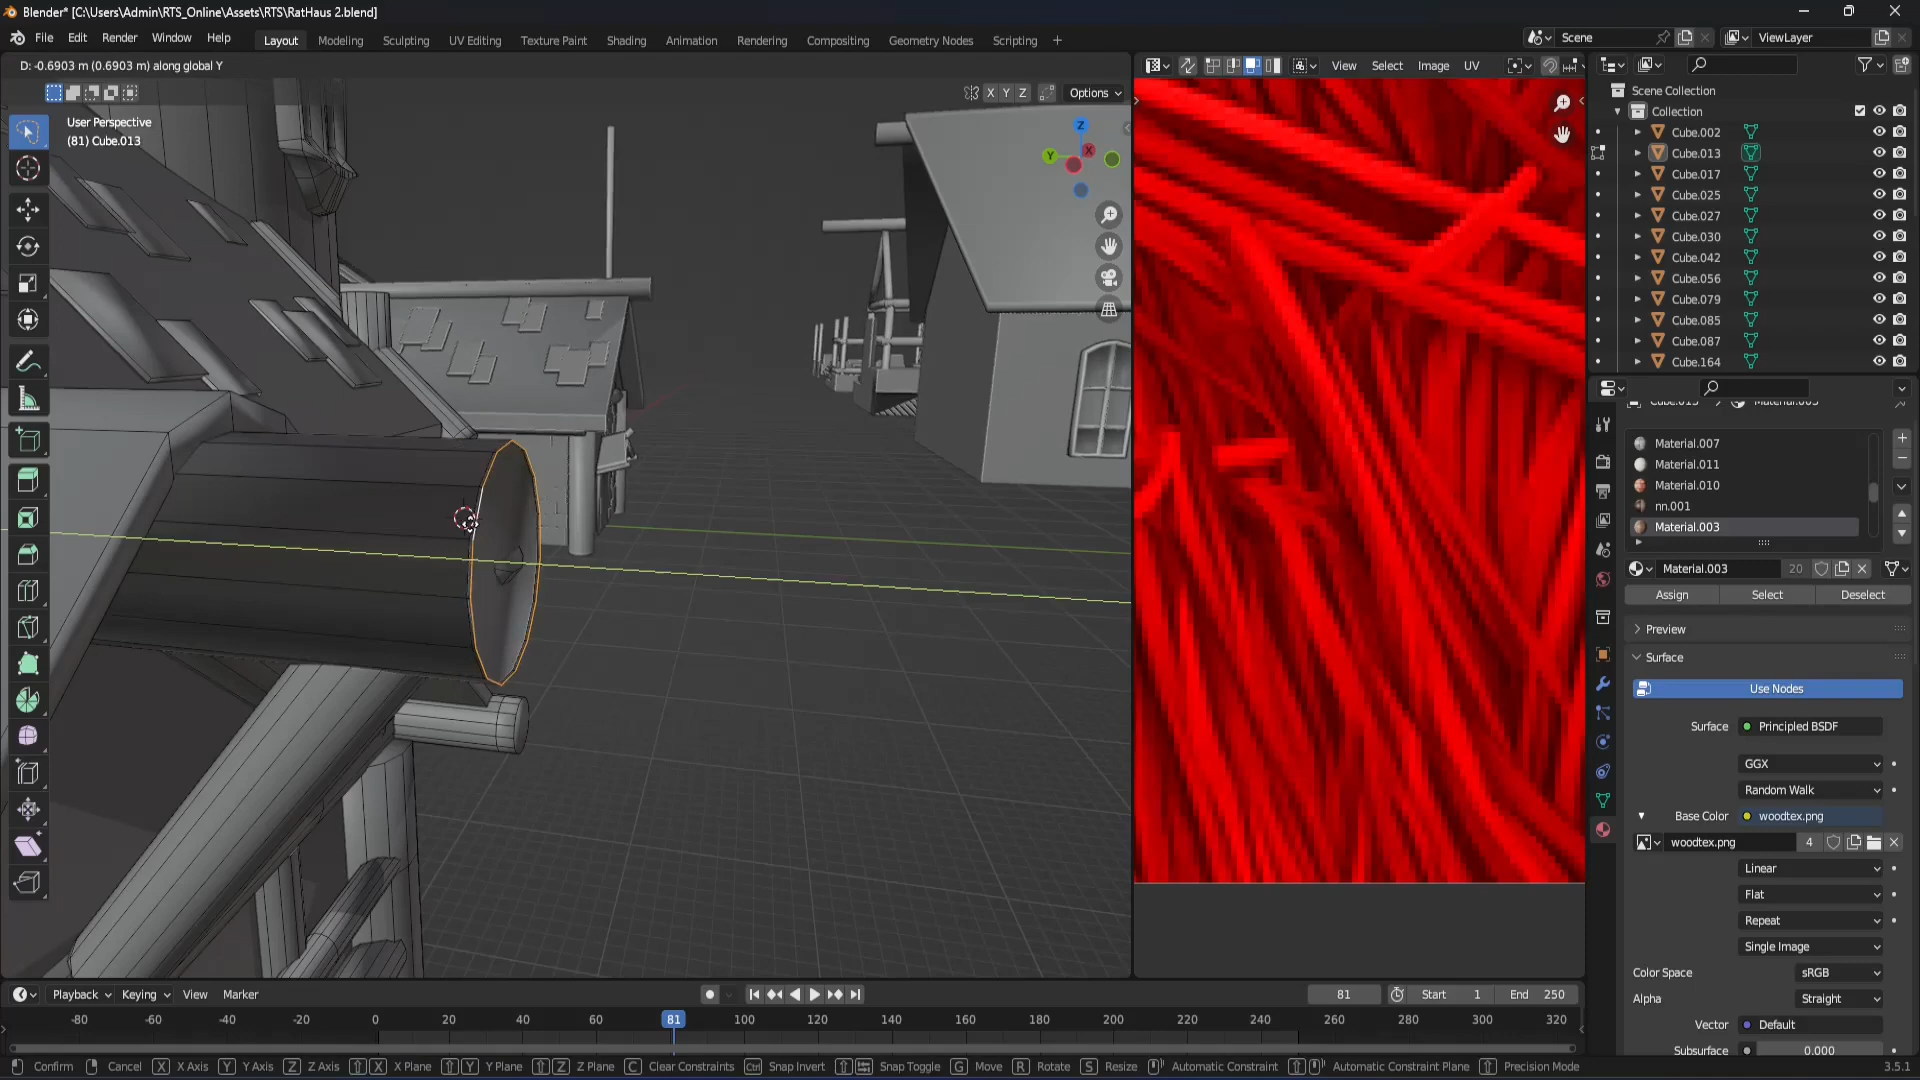 Blender* [C:\Users\Admin\RTS_Online\Assets\RTS\RatHaus 2.blend]
File Edit Render Window Help Layout Modeling Sculpting UV Editing Texture Paint Shading Animation Rendering Compositing Geometry Nodes Scripting + Scene ViewLayer
D: -0.6903 m (0.6903 m) along global Y View Select Image UV
X Y Z Options
User Perspective
(81) Cube.013
Z
Y
X
Scene Collection
Collection
Cube.002
Cube.013
Cube.017
Cube.025
Cube.027
Cube.030
Cube.042
Cube.056
Cube.079
Cube.085
Cube.087
Cube.164
Material.007
Material.011
Material.010
nn.001
Material.003
Material.003 20
Assign Select Deselect
Preview
Surface
Use Nodes
Surface Principled BSDF
GGX
Random Walk
Base Color woodtex.png
woodtex.png 4
Linear
Flat
Repeat
Single Image
Color Space sRGB
Alpha Straight
Vector Default
Subsurface 0.000
Playback Keying View Marker 81 Start 1 End 250
-80 -60 -40 -20 0 20 40 60 81 100 120 140 160 180 200 220 240 260 280 300 320
Confirm Cancel X X Axis Y Y Axis Z Z Axis X X Plane Y Y Plane Z Z Plane C Clear Constraints Ctrl Snap Invert Snap Toggle G Move R Rotate S Resize Automatic Constraint Automatic Constraint Plane Precision Mode 3.5.1